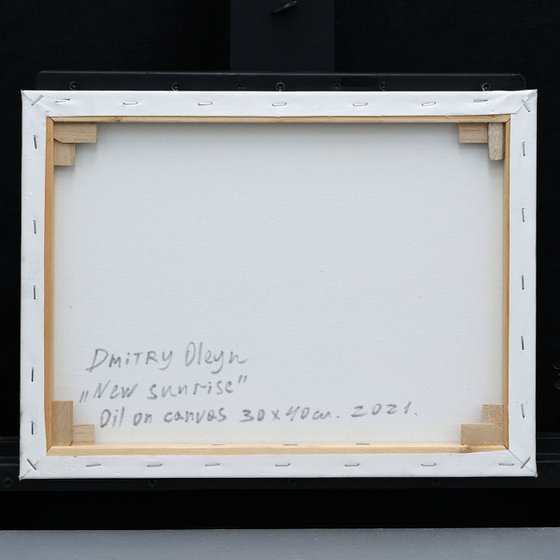 Dmitry Oleyn
„New sunrise"
Oil on canvas 30x40cm. 2021.